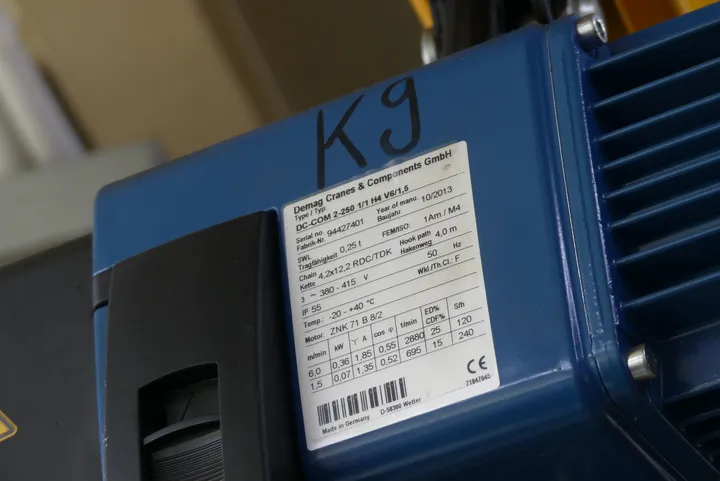 Kg
Demag Cranes & Components GmbH
Type / Typ.
DC-COM 2-250 1/1 H4 V6/1,5
Serial no. 94427401 Year of manu. 10/2013
Fabrik-Nr. Baujahr
SWL 0,25 t FEM/ISO: 1Am / M4
Tragfähigkeit
Chain 4,2x12,2 RDC/TDK Hook path 4,0 m
Kette Hakenweg
3 ~ 380 - 415 V 50 Hz
IP 55 Wkl./Th.Cl.: F
Temp.: -20 - +40 °C
Motor: ZNK 71 B 8/2
m/min kW Y A cos φ 1/min ED% CDF% S/h
6.0 0,36 1,85 0,55 2880 25 120
1.5 0,07 1,35 0,52 695 15 240
CE
71847045
Made in Germany D-58300 Wetter